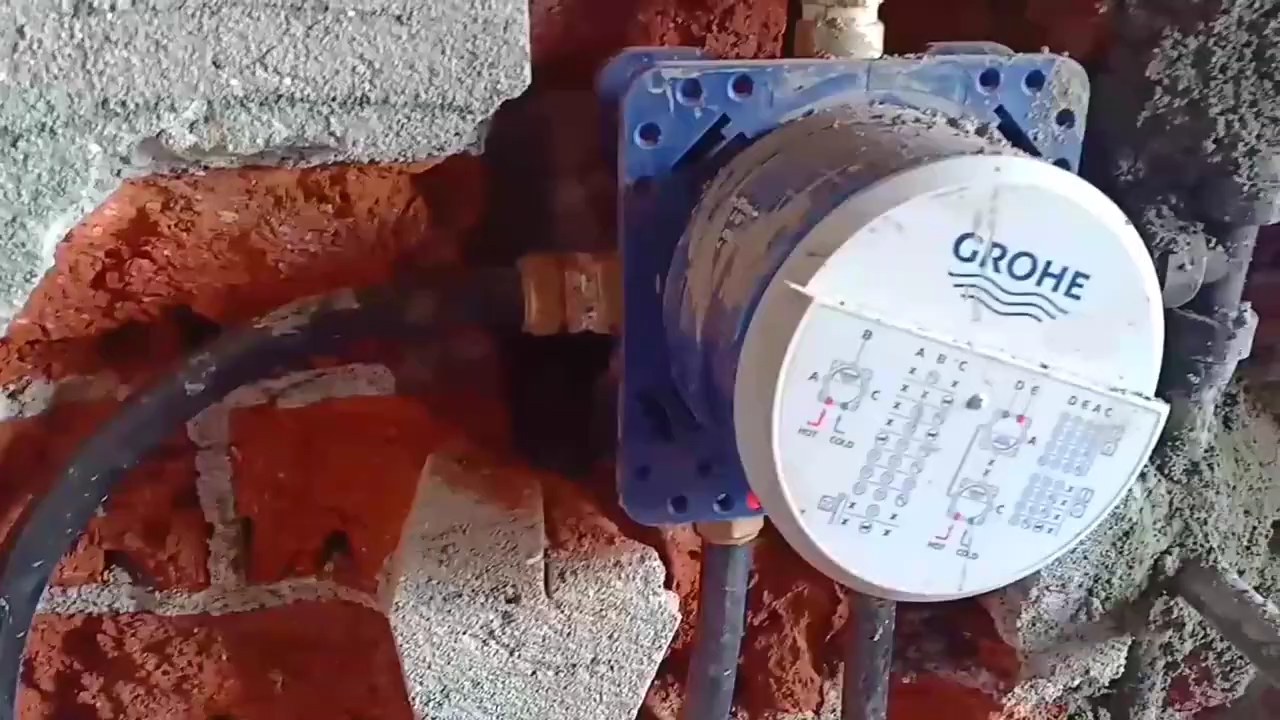 GROHE
B
A B C
A
C
HOT COLD
D E
D E A C
A
C
HOT COLD